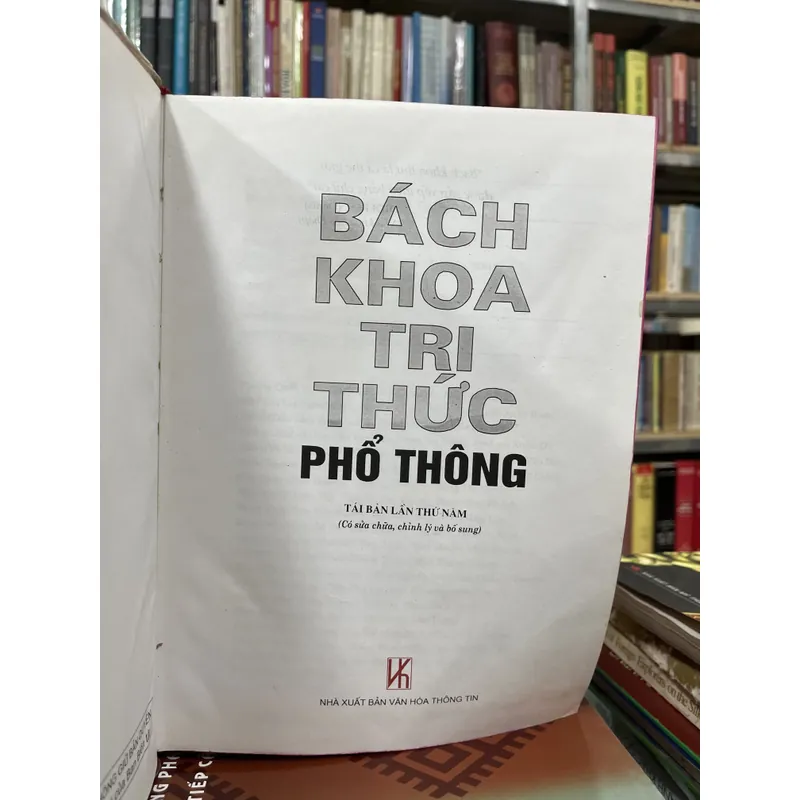 BÁCH
KHOA
TRI
THỨC
PHỔ THÔNG
TÁI BẢN LẦN THỨ NĂM
(Có sửa chữa, chỉnh lý và bổ sung)
NHÀ XUẤT BẢN VĂN HÓA THÔNG TIN
TIẾP